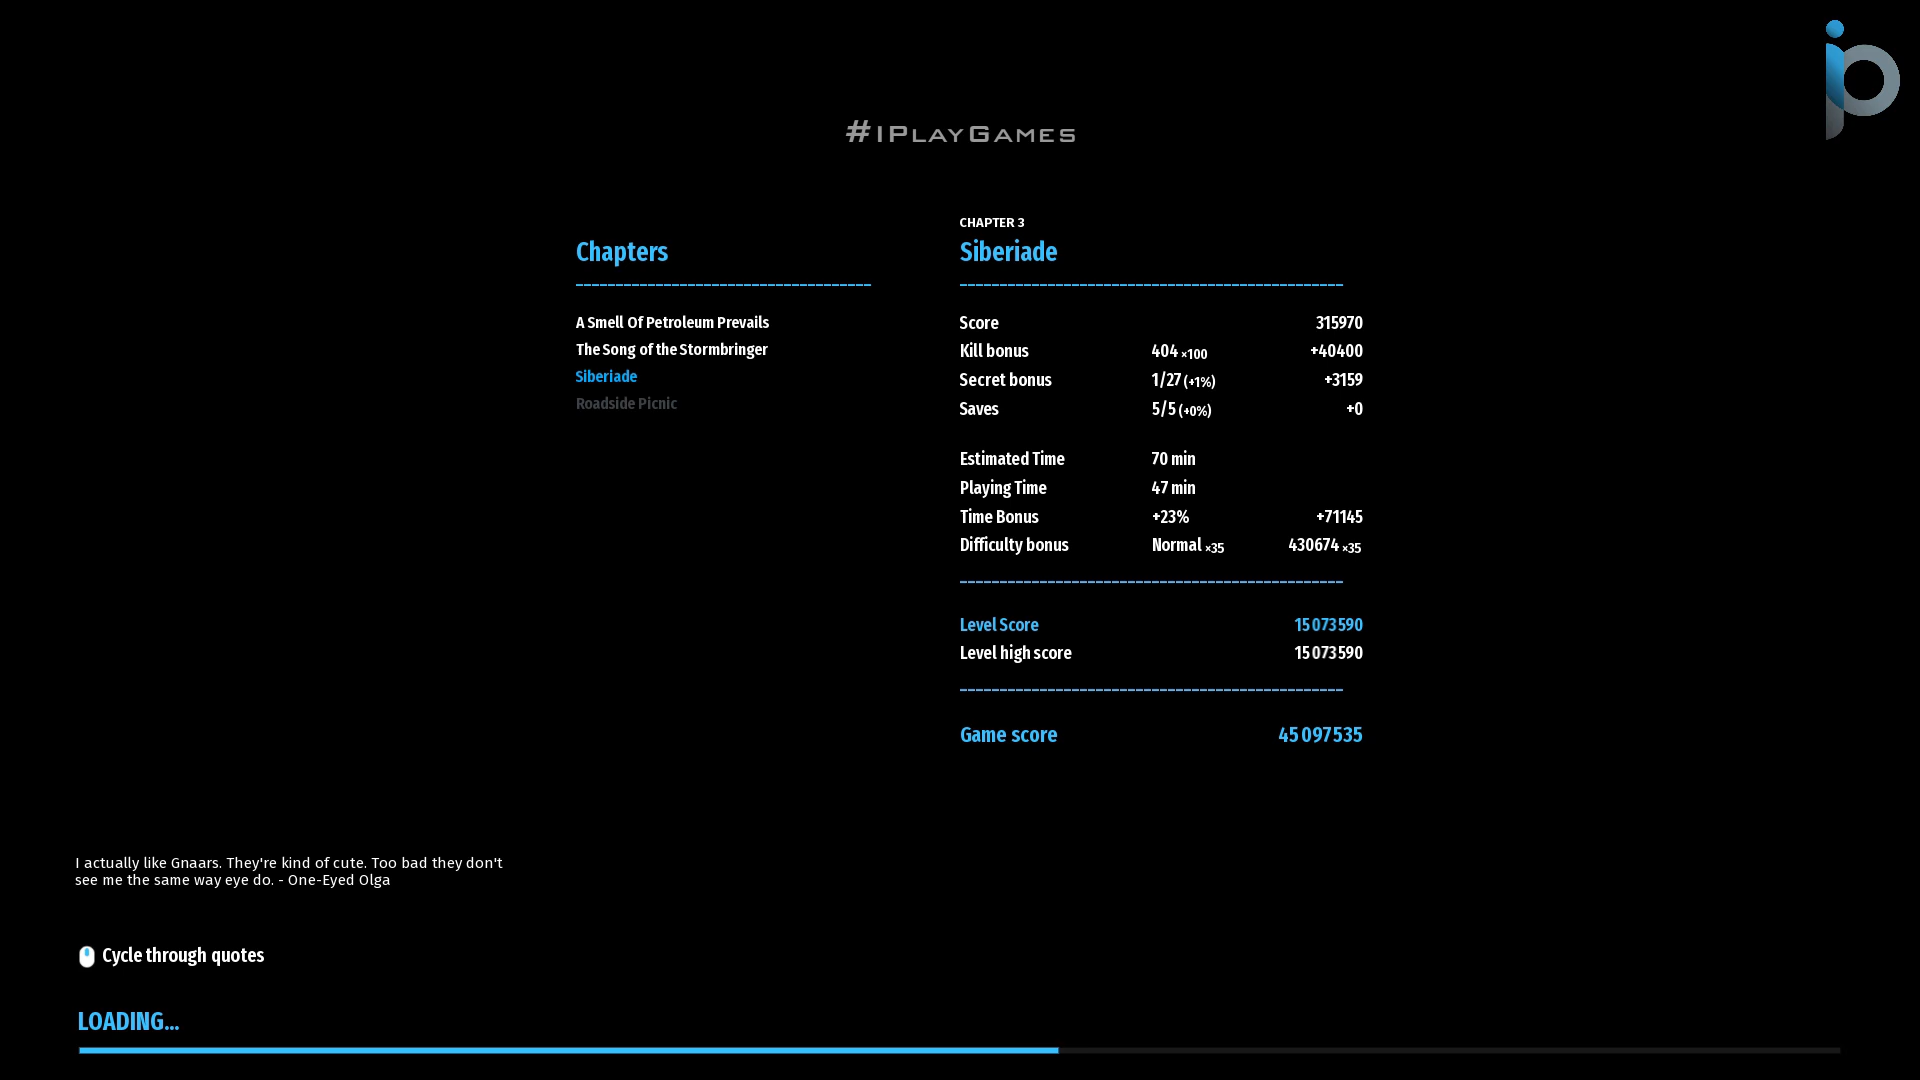 ip
#IPLAYGAMES
Chapters
A Smell Of Petroleum Prevails
The Song of the Stormbringer
Siberiade
Roadside Picnic
CHAPTER 3
Siberiade
Score 315970
Kill bonus 404 ×100 +40400
Secret bonus 1/27 (+1%) +3159
Saves 5/5 (+0%) +0
Estimated Time 70 min
Playing Time 47 min
Time Bonus +23% +71145
Difficulty bonus Normal ×35 430674 ×35
Level Score 15 073 590
Level high score 15 073 590
Game score 45 097 535
I actually like Gnaars. They're kind of cute. Too bad they don't
see me the same way eye do. - One-Eyed Olga
Cycle through quotes
LOADING...